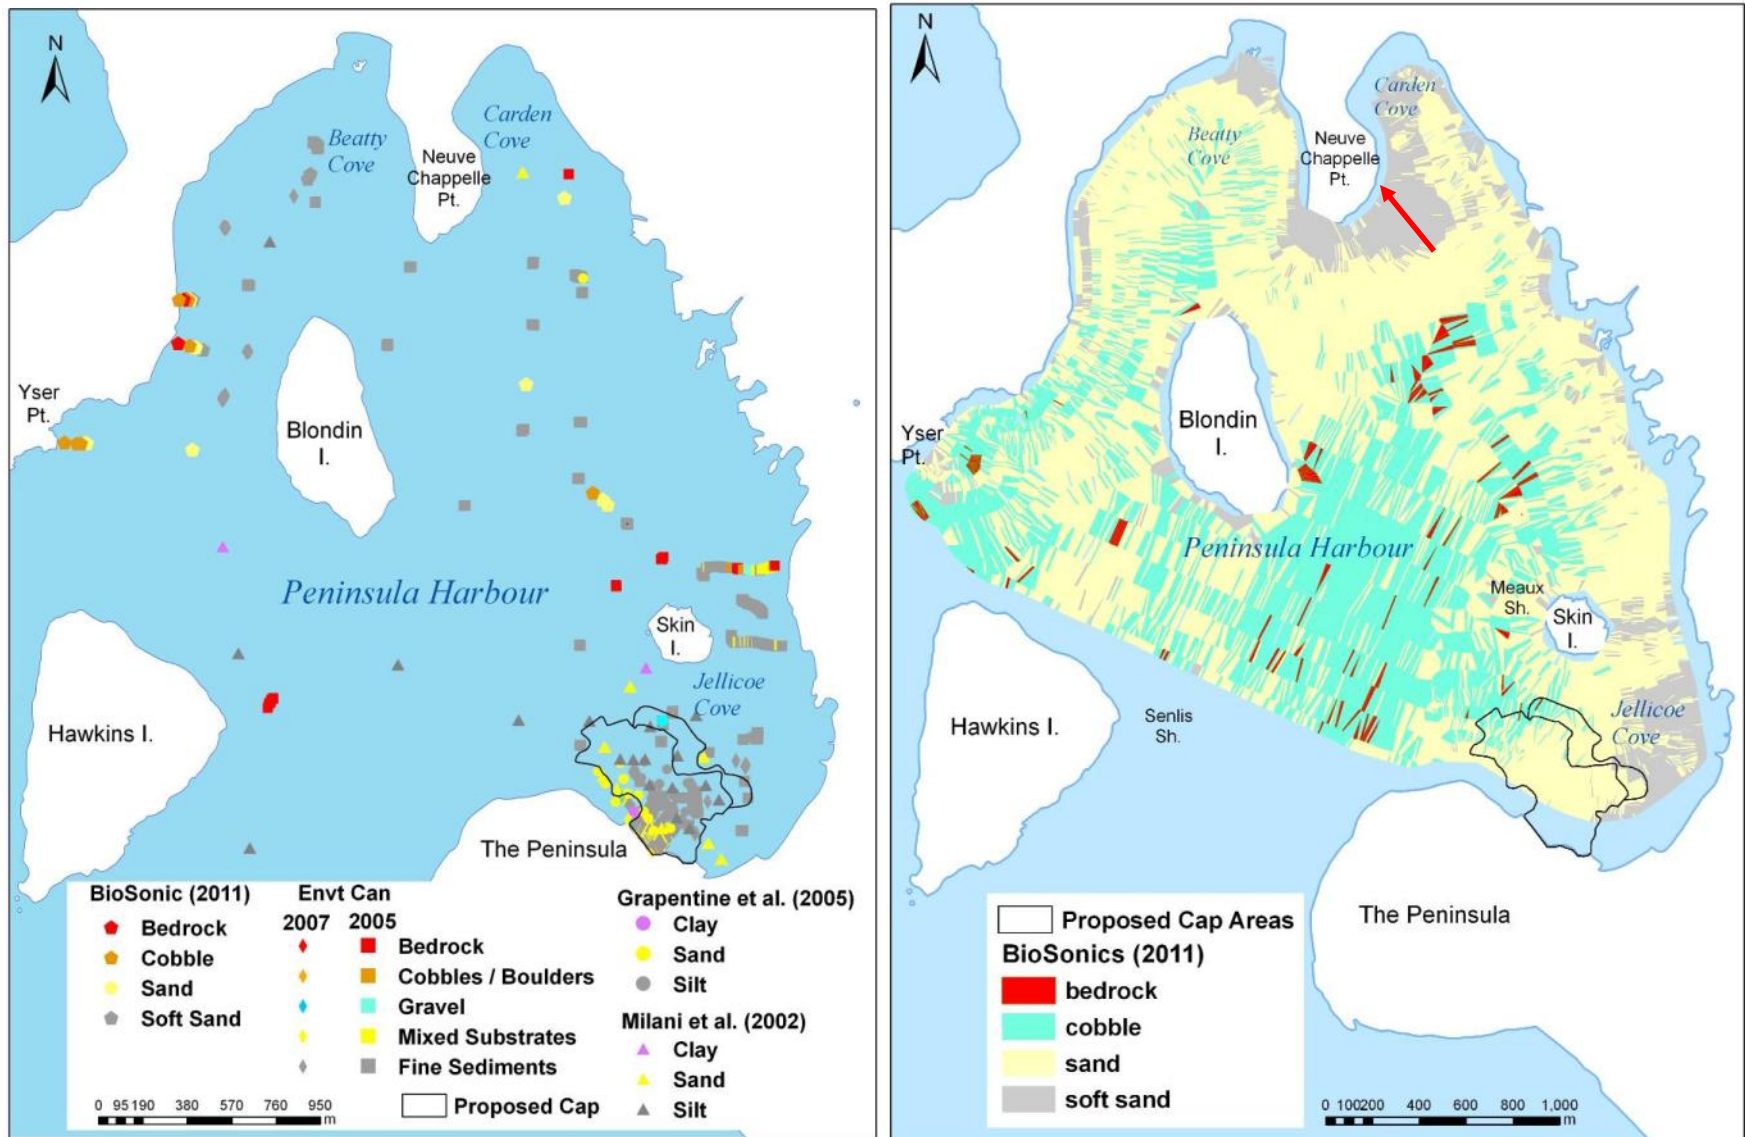 N
Beatty
Cove
Carden
Cove
Neuve
Chappelle
Pt.
Yser
Pt.
Blondin
I.
Peninsula Harbour
Skin
I.
Jellicoe
Cove
Hawkins I.
The Peninsula
BioSonic (2011)
Bedrock
Cobble
Sand
Soft Sand
Envt Can
2007 2005
Bedrock
Cobbles / Boulders
Gravel
Mixed Substrates
Fine Sediments
Proposed Cap
Grapentine et al. (2005)
Clay
Sand
Silt
Milani et al. (2002)
Clay
Sand
Silt
0 95 190 380 570 760 950
m
N
Beatty
Cove
Carden
Cove
Neuve
Chappelle
Pt.
Yser
Pt.
Blondin
I.
Peninsula Harbour
Meaux
Sh.
Skin
I.
Jellicoe
Cove
Senlis
Sh.
Hawkins I.
The Peninsula
Proposed Cap Areas
BioSonics (2011)
bedrock
cobble
sand
soft sand
0 100200 400 600 800 1,000
m